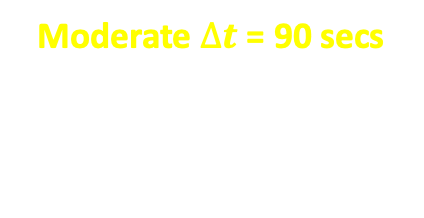 Moderate Δt = 90 secs